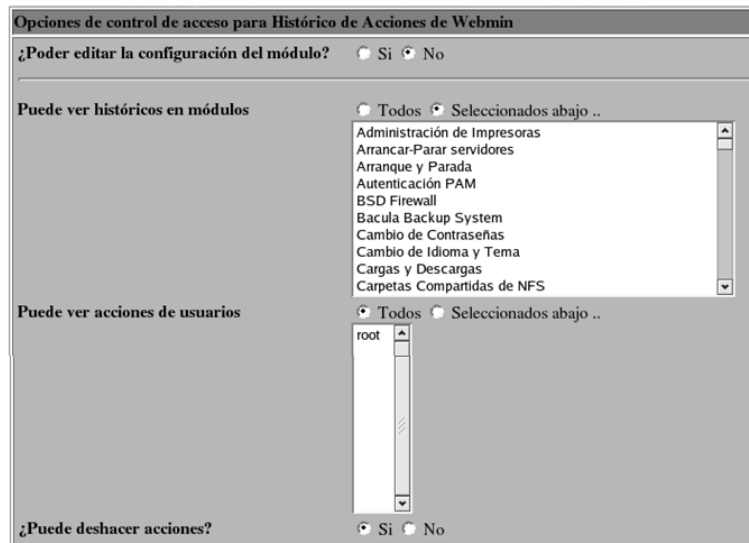 Opciones de control de acceso para Histórico de Acciones de Webmin
¿Poder editar la configuración del módulo? Si No
Puede ver históricos en módulos Todos Seleccionados abajo ..
Administración de Impresoras
Arrancar-Parar servidores
Arranque y Parada
Autenticación PAM
BSD Firewall
Bacula Backup System
Cambio de Contraseñas
Cambio de Idioma y Tema
Cargas y Descargas
Carpetas Compartidas de NFS
Puede ver acciones de usuarios Todos Seleccionados abajo ..
root
¿Puede deshacer acciones? Si No